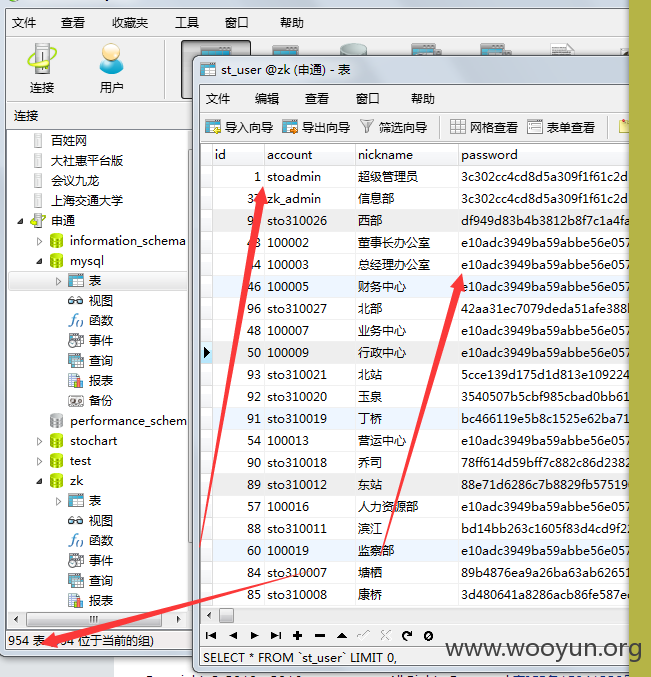 文件 查看 收藏夹 工具 窗口 帮助
连接 用户
连接
百姓网
大社惠平台版
会议九龙
上海交通大学
申通
information_schema
mysql
表
视图
函数
事件
查询
报表
备份
performance_schem
stochart
test
zk
表
视图
函数
事件
查询
报表
954 表 位于当前的组)
st_user @zk (申通) - 表
文件 编辑 查看 窗口 帮助
导入向导 导出向导 筛选向导 网格查看 表单查看
id account nickname password
1 stoadmin 超级管理员 3c302cc4cd8d5a309f1f61c2d
zk_admin 信息部 3c302cc4cd8d5a309f1f61c2d
sto310026 西部 df949d83b4b3812b8f7c1a4fa
100002 董事长办公室 e10adc3949ba59abbe56e057
100003 总经理办公室 e10adc3949ba59abbe56e057
46 100005 财务中心 e10adc3949ba59abbe56e057
96 sto310027 北部 42aa31ec7079deda51afe388
48 100007 业务中心 e10adc3949ba59abbe56e057
50 100009 行政中心 e10adc3949ba59abbe56e057
93 sto310021 北站 5cce139d175d1d813e109224
92 sto310020 玉泉 3540507b5cbf985cbad0bb61
91 sto310019 丁桥 bc466119e5b8c1525e62ba71
54 100013 营运中心 e10adc3949ba59abbe56e057
90 sto310018 乔司 78ff614d59bff7c882c86d2382
89 sto310012 东站 88e71d6286c7b8829fb57519
57 100016 人力资源部 e10adc3949ba59abbe56e057
88 sto310011 滨江 bd14bb263c1605f83d4cd9f2
60 100019 监察部 e10adc3949ba59abbe56e057
84 sto310007 塘栖 89b4876ea9a26ba63ab62651
85 sto310008 康桥 3d480641a8286acb86fe587e
SELECT * FROM `st_user` LIMIT 0,
www.wooyun.org